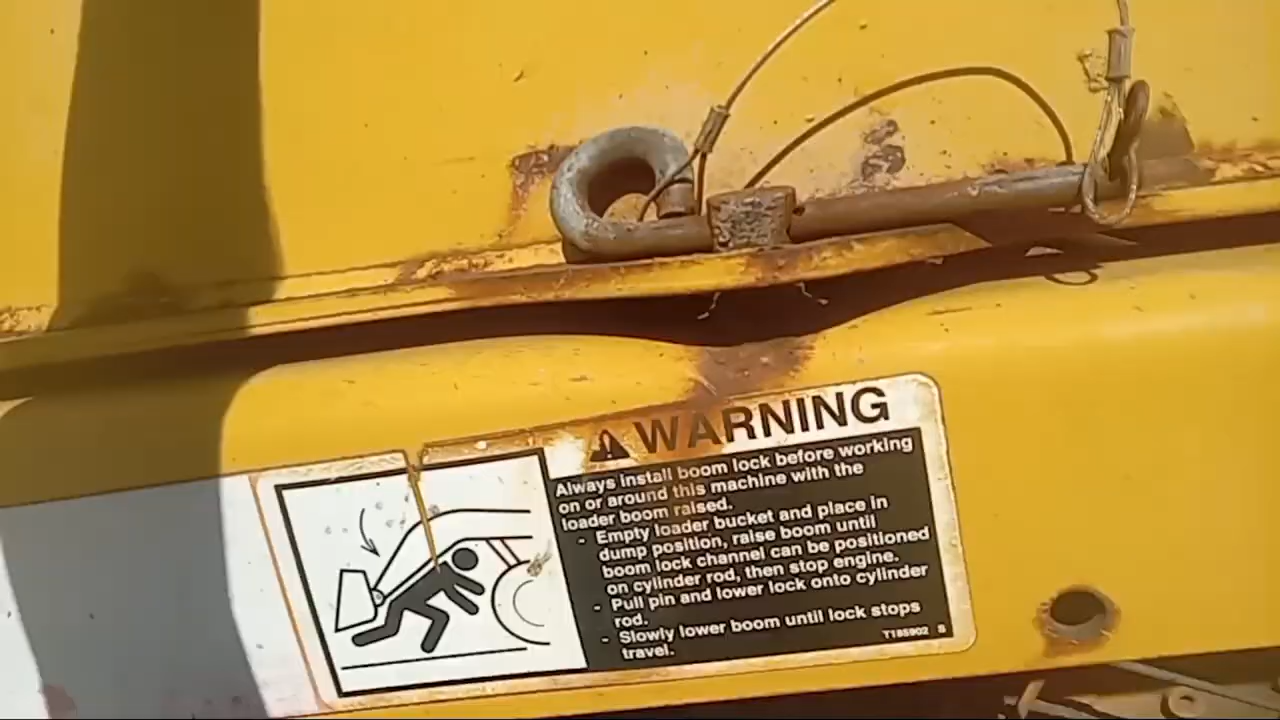 WARNING
Always install boom lock before working
on or around this machine with the
loader boom raised.
- Empty loader bucket and place in
dump position, raise boom until
boom lock channel can be positioned
on cylinder rod, then stop engine.
- Pull pin and lower lock onto cylinder
rod.
- Slowly lower boom until lock stops
travel.
T185902 S